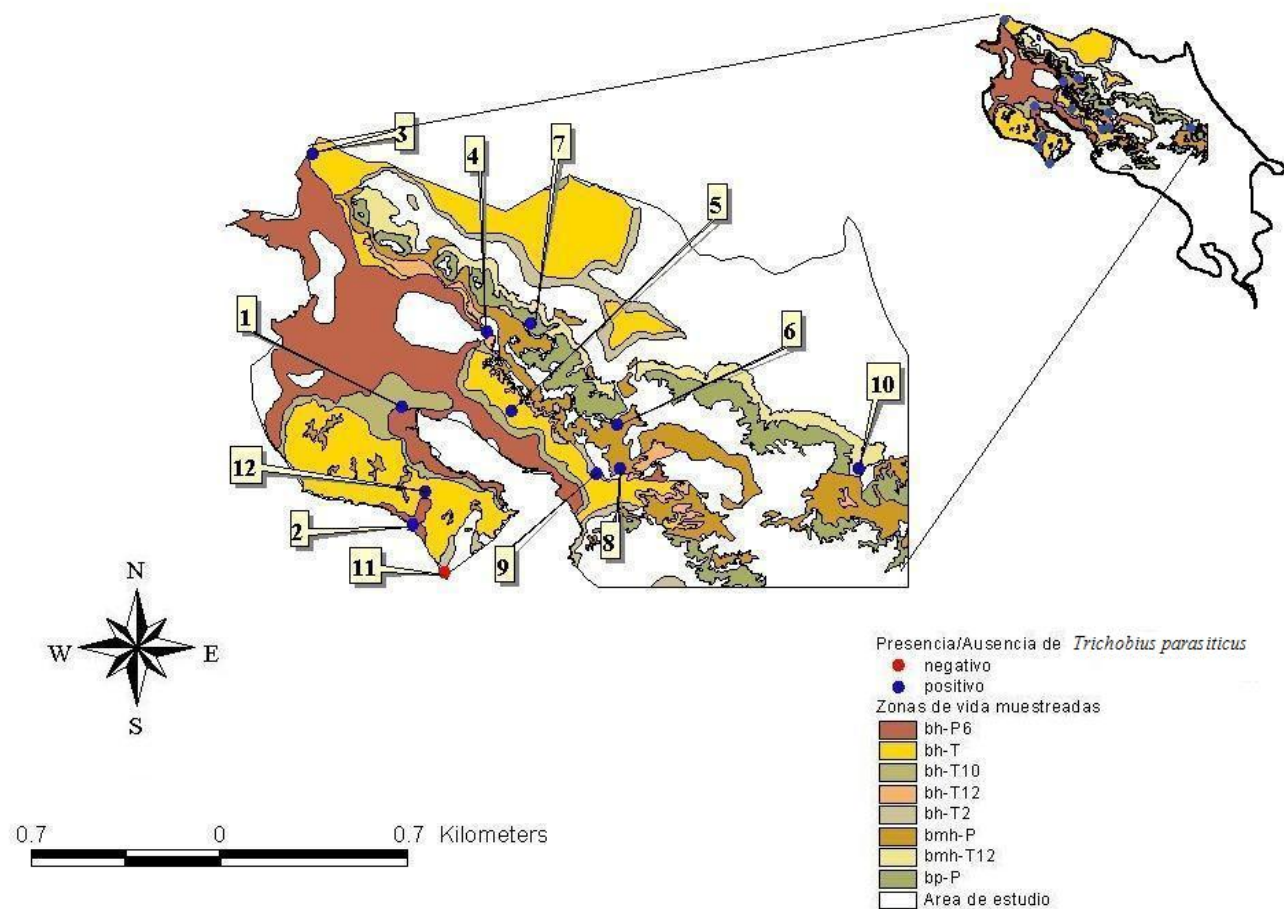 3
7
4
5
1
6
10
12
2
11
9
8
N
W E
S
Presencia/Ausencia de Trichobius parasiticus
negativo
positivo
Zonas de vida muestreadas
bh-P6
bh-T
bh-T10
bh-T12
bh-T2
bmh-P
bmh-T12
bp-P
Area de estudio
0.7 0 0.7 Kilometers